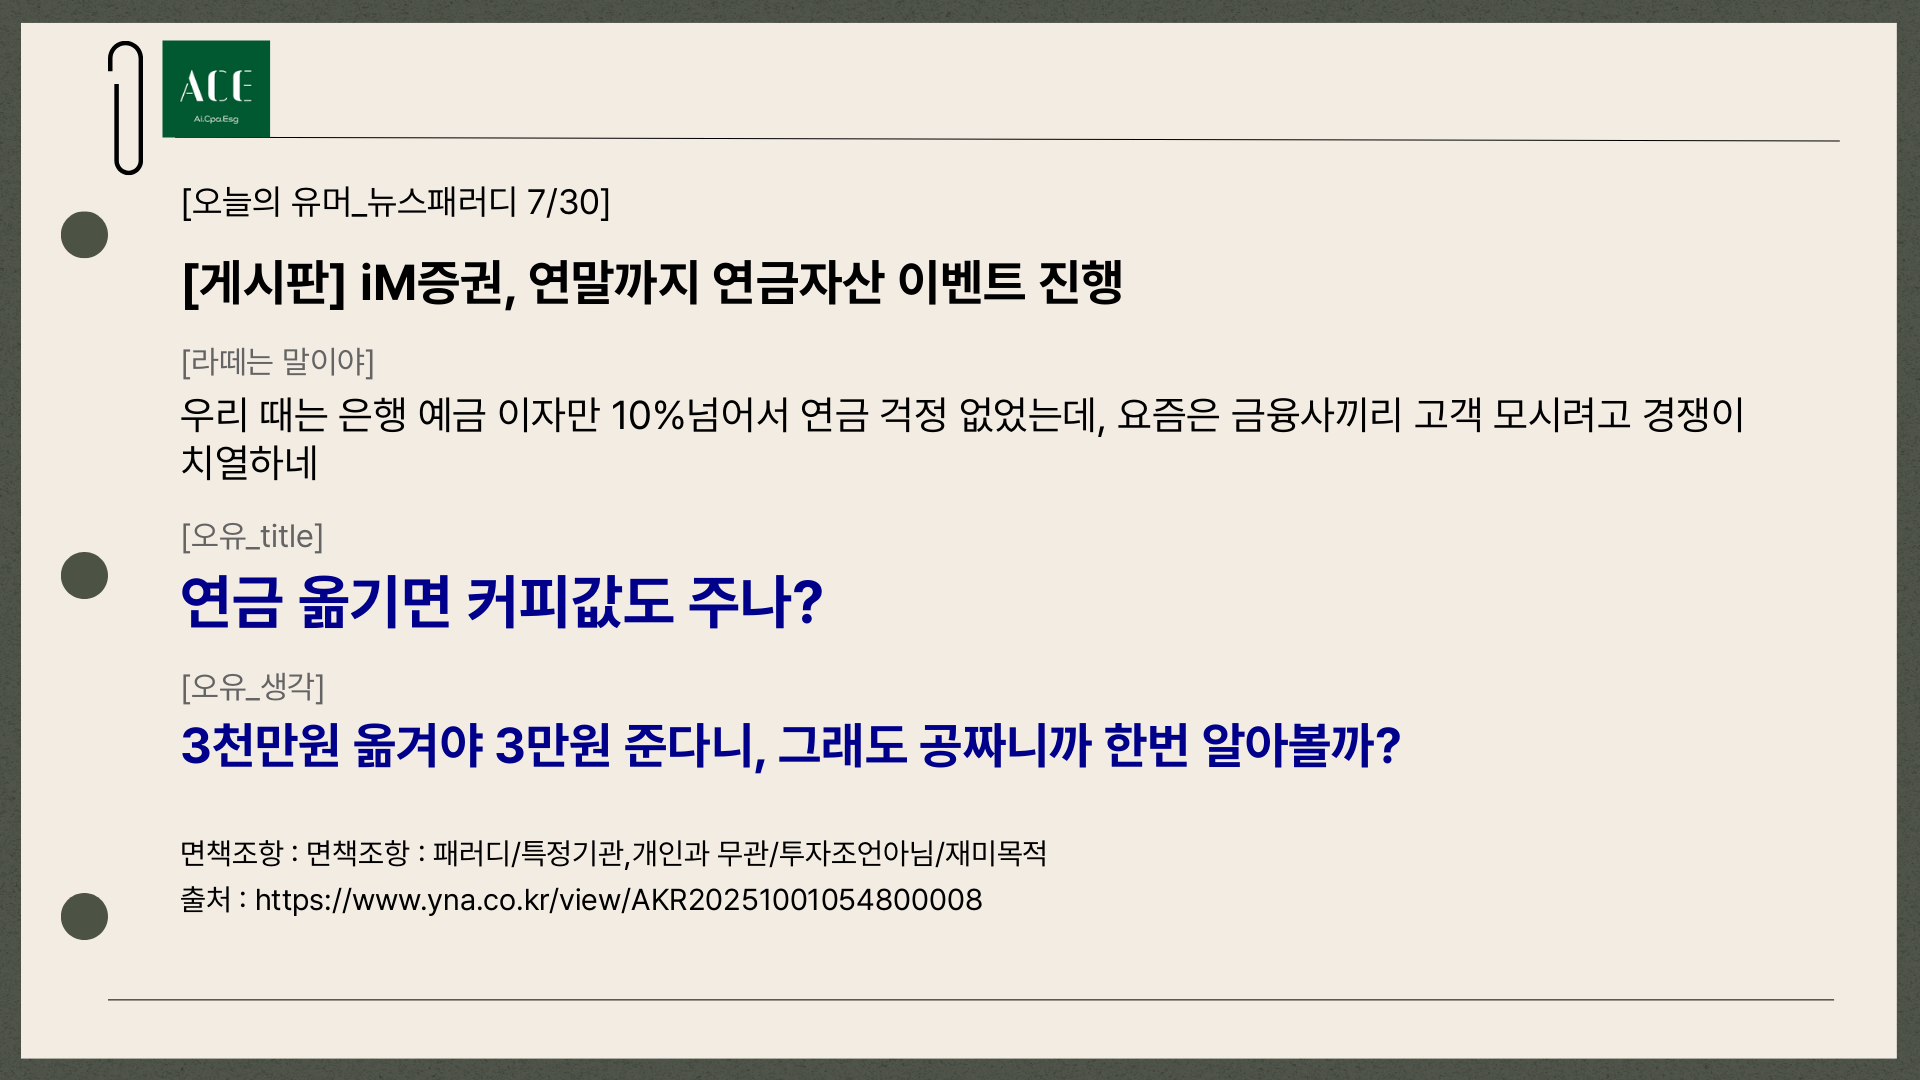 ACE
Ai.Cpa.Esg
[오늘의 유머_뉴스패러디 7/30]
[게시판] iM증권, 연말까지 연금자산 이벤트 진행
[라떼는 말이야]
우리 때는 은행 예금 이자만 10%넘어서 연금 걱정 없었는데, 요즘은 금융사끼리 고객 모시려고 경쟁이
치열하네
[오유_title]
연금 옮기면 커피값도 주나?
[오유_생각]
3천만원 옮겨야 3만원 준다니, 그래도 공짜니까 한번 알아볼까?
면책조항 : 면책조항 : 패러디/특정기관,개인과 무관/투자조언아님/재미목적
출처 : https://www.yna.co.kr/view/AKR20251001054800008